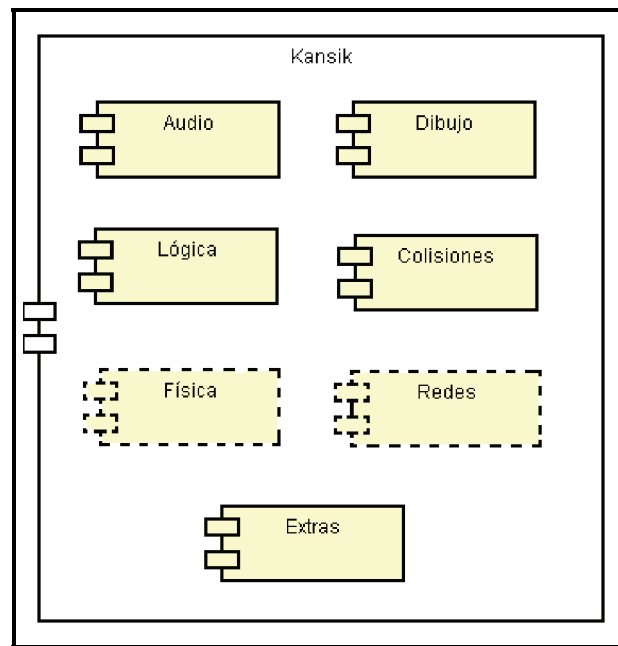 Kansik
Audio
Dibujo
Lógica
Colisiones
Física
Redes
Extras